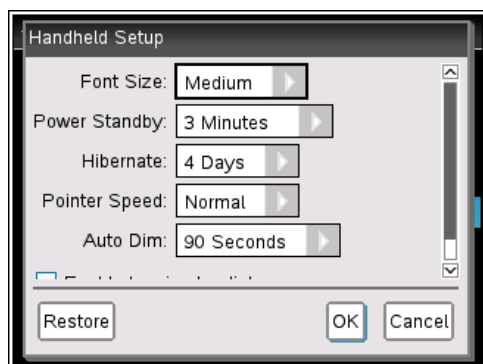 Handheld Setup
Font Size: Medium
Power Standby: 3 Minutes
Hibernate: 4 Days
Pointer Speed: Normal
Auto Dim: 90 Seconds
Restore OK Cancel